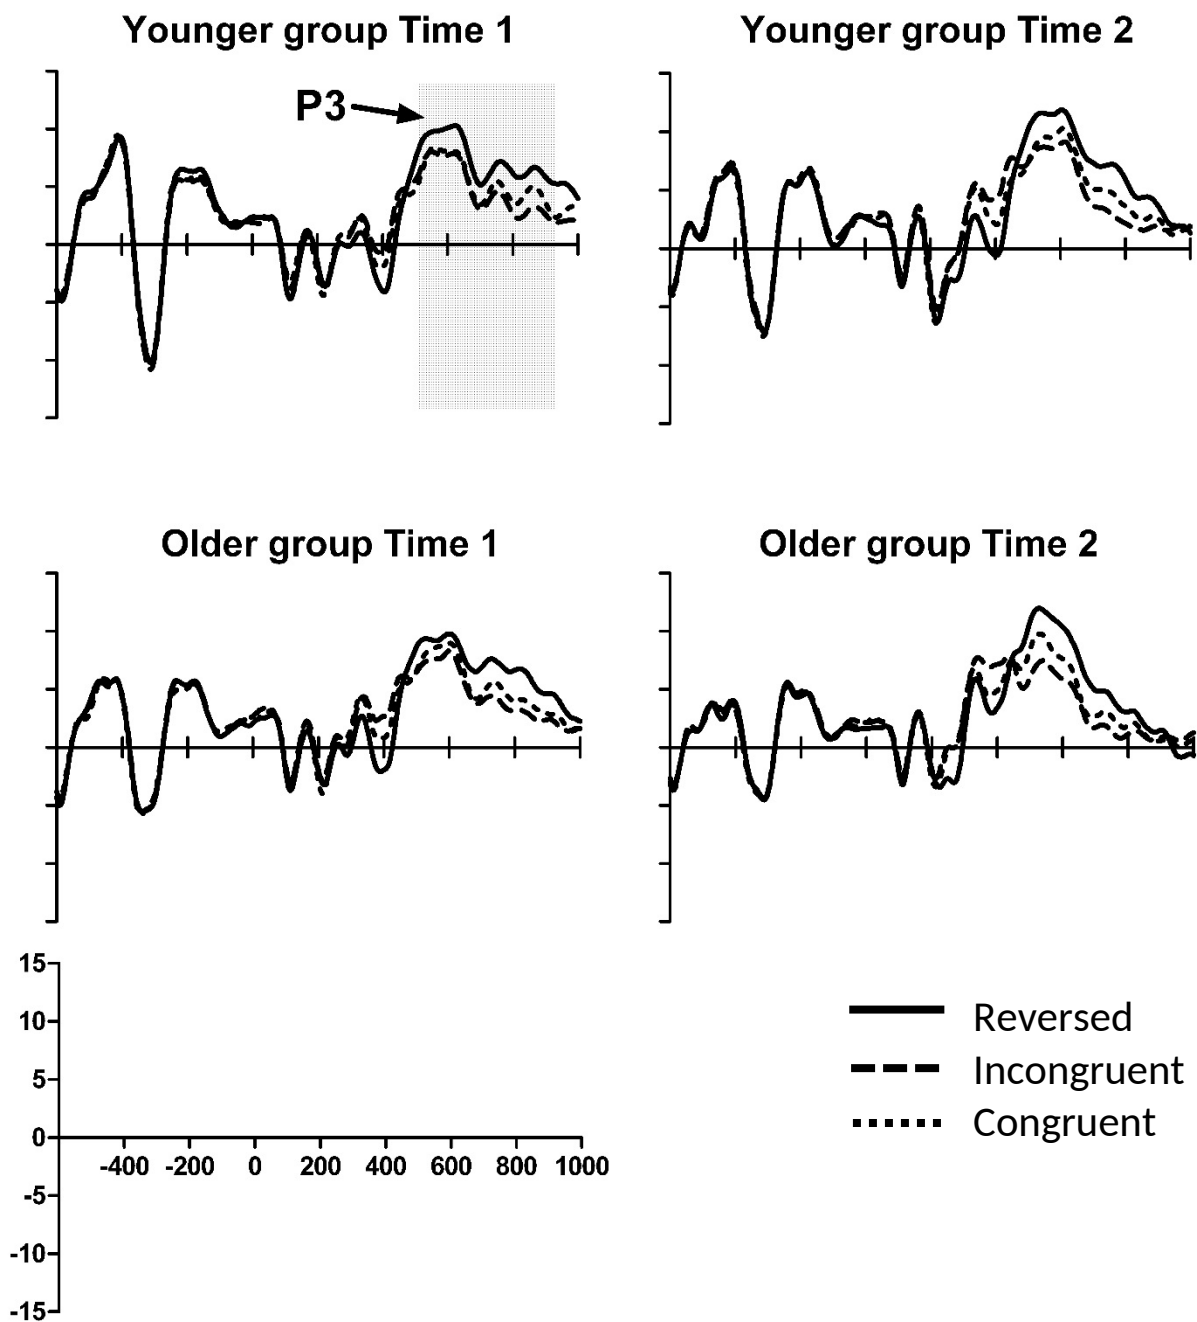 Younger group Time 1
Younger group Time 2
P3
Older group Time 1
Older group Time 2
15
10
5
0
-5
-10
-15
-400 -200 0 200 400 600 800 1000
Reversed
Incongruent
Congruent